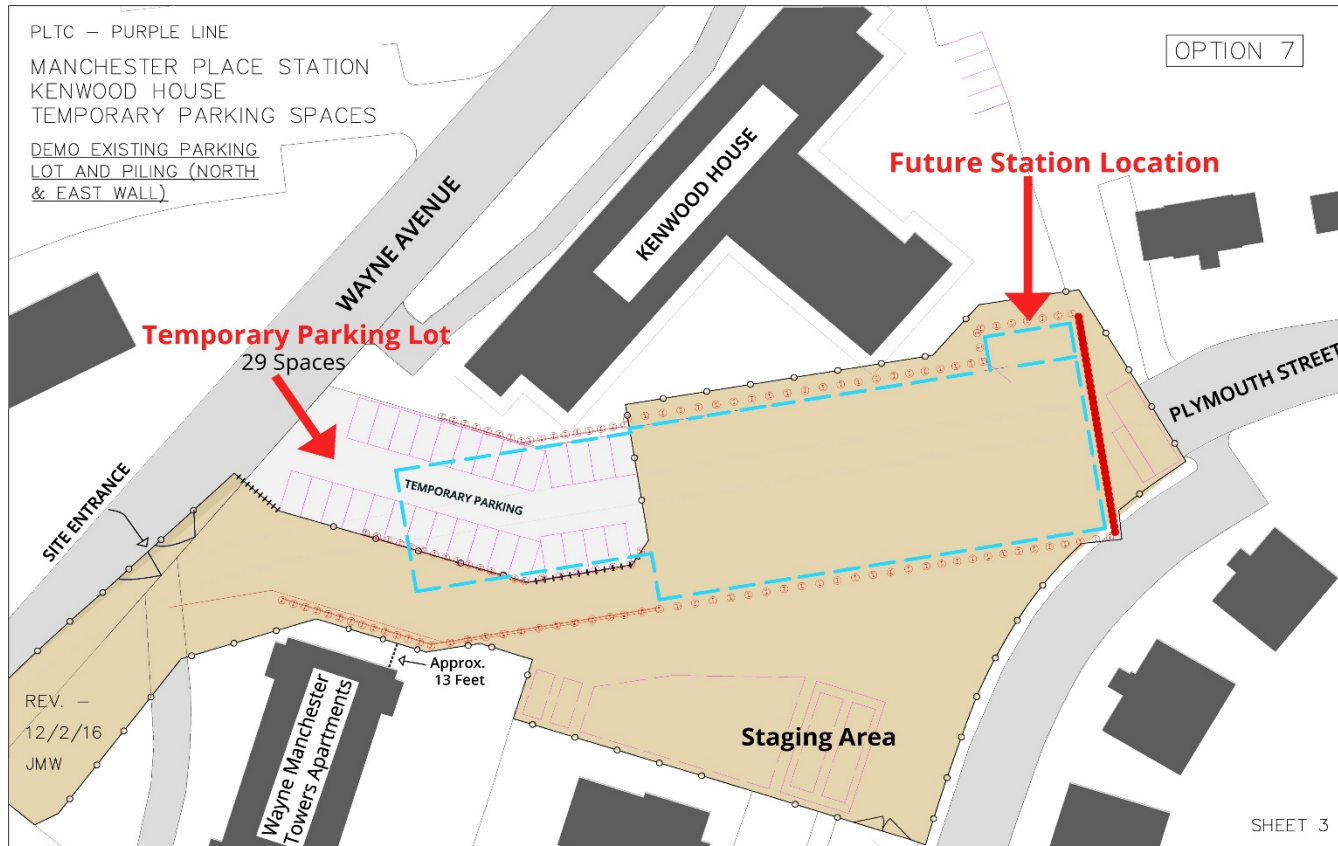 PLTC – PURPLE LINE
MANCHESTER PLACE STATION
KENWOOD HOUSE
TEMPORARY PARKING SPACES
DEMO EXISTING PARKING
LOT AND PILING (NORTH
& EAST WALL)
OPTION 7
WAYNE AVENUE
KENWOOD HOUSE
Future Station Location
Temporary Parking Lot
29 Spaces
PLYMOUTH STREET
TEMPORARY PARKING
SITE ENTRANCE
Approx.
13 Feet
Wayne Manchester
Towers Apartments
Staging Area
REV. –
12/2/16
JMW
SHEET 3